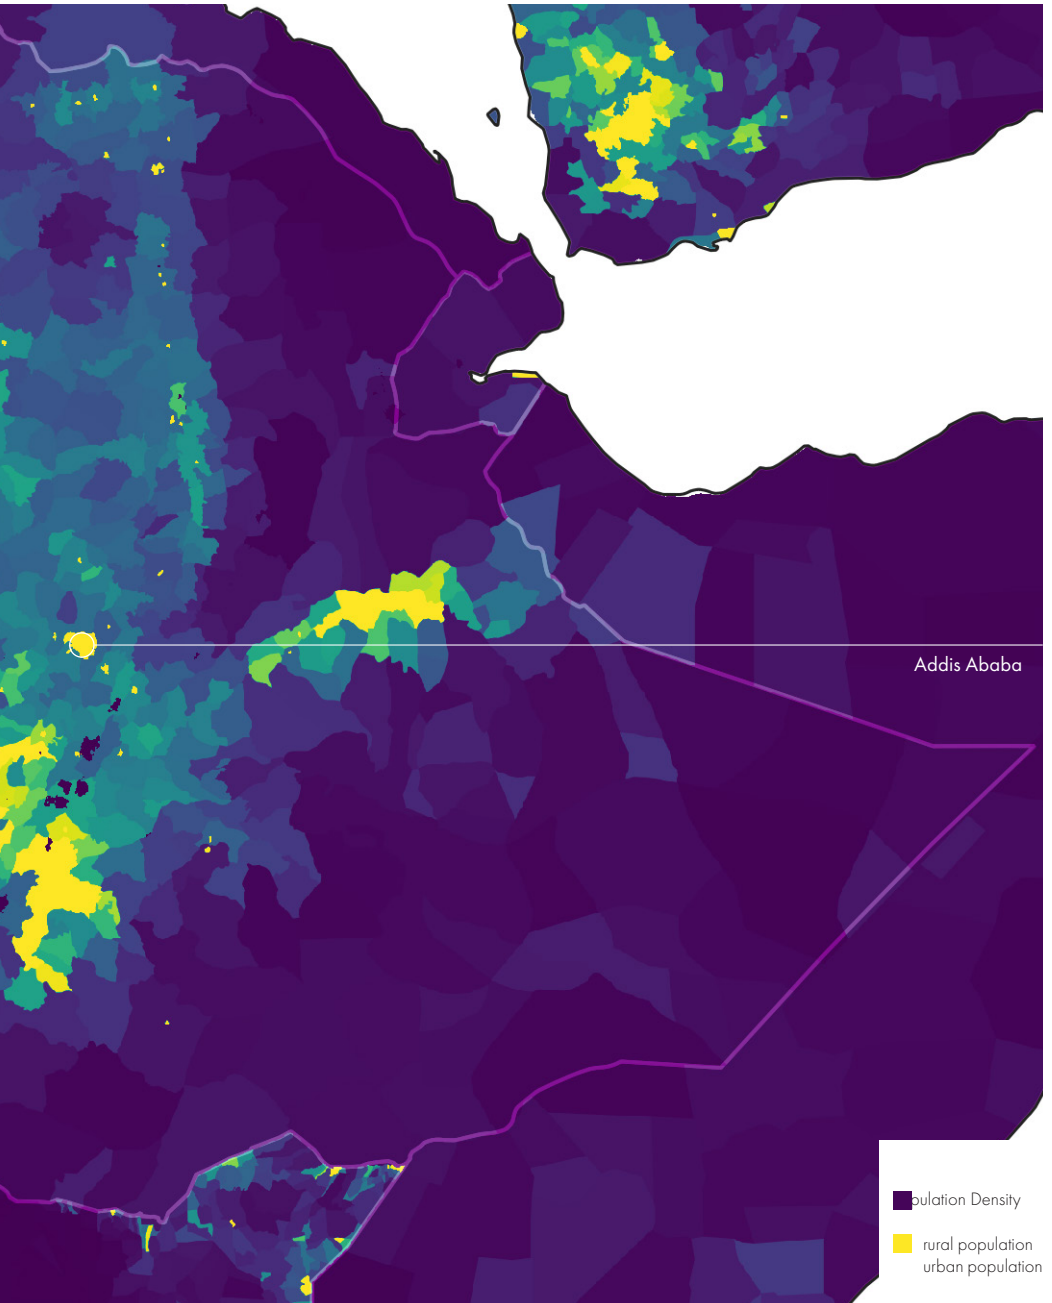 Addis Ababa
pulation Density
rural population
urban population